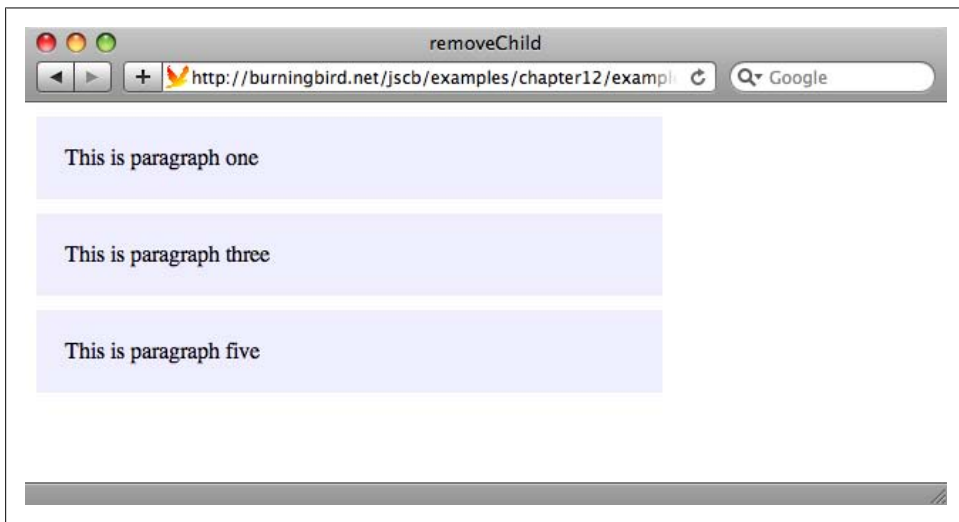 removeChild
http://burningbird.net/jscb/examples/chapter12/exampl
Google
This is paragraph one
This is paragraph three
This is paragraph five